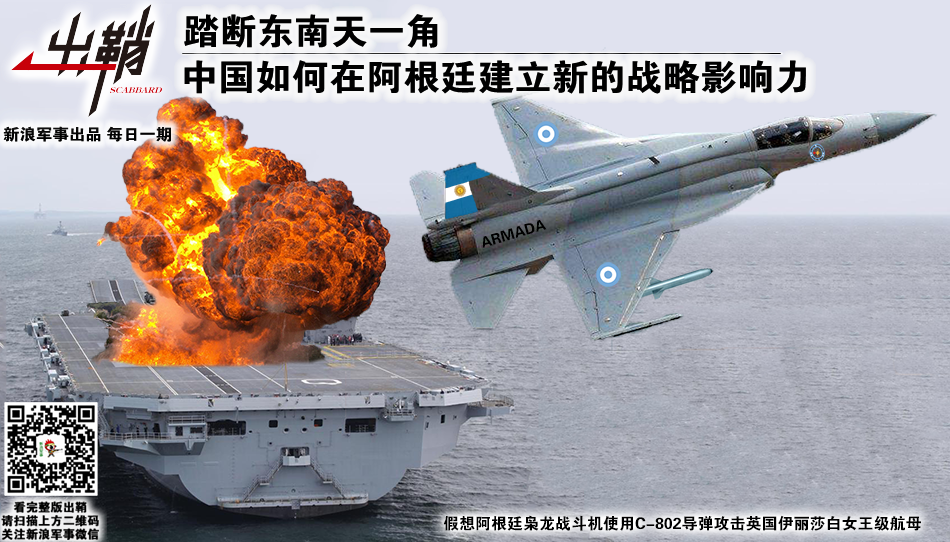 出鞘
SCABBARD
踏断东南天一角
中国如何在阿根廷建立新的战略影响力
新浪军事出品 每日一期
ARMADA
看完整版出鞘
请扫描上方二维码
关注新浪军事微信
假想阿根廷枭龙战斗机使用C-802导弹攻击英国伊丽莎白女王级航母